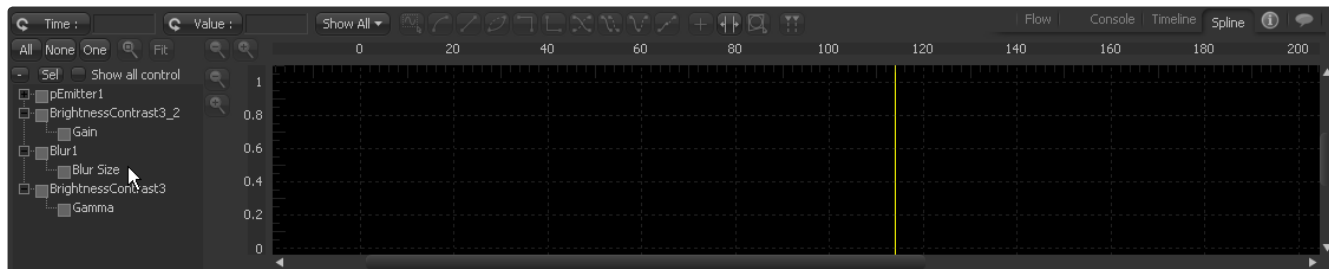 Time : Value : Show All Flow Console Timeline Spline
All None One Fit 0 20 40 60 80 100 120 140 160 180 200
- Sel Show all control
1
pEmitter1
BrightnessContrast3_2
0.8
Gain
Blur1
0.6
Blur Size
0.4
BrightnessContrast3
Gamma
0.2
0